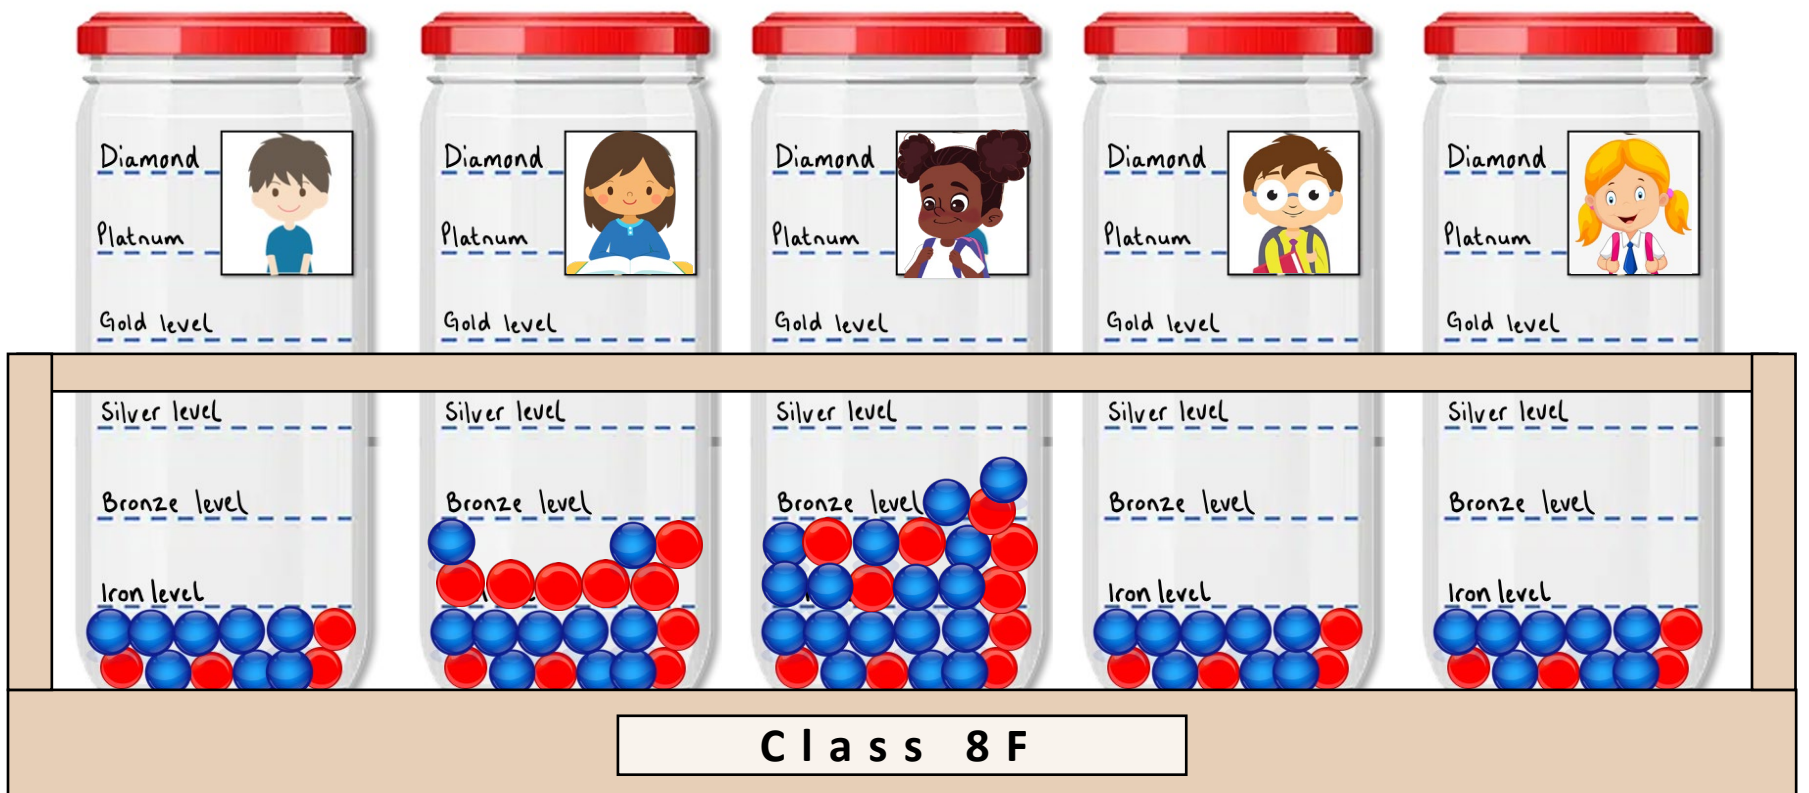 Diamond
Platnum
Gold level
Silver level
Bronze level
Iron level
Diamond
Platnum
Gold level
Silver level
Bronze level
Diamond
Platnum
Gold level
Silver level
Bronze level
Diamond
Platnum
Gold level
Silver level
Bronze level
Iron level
Diamond
Platnum
Gold level
Silver level
Bronze level
Iron level
Class 8F